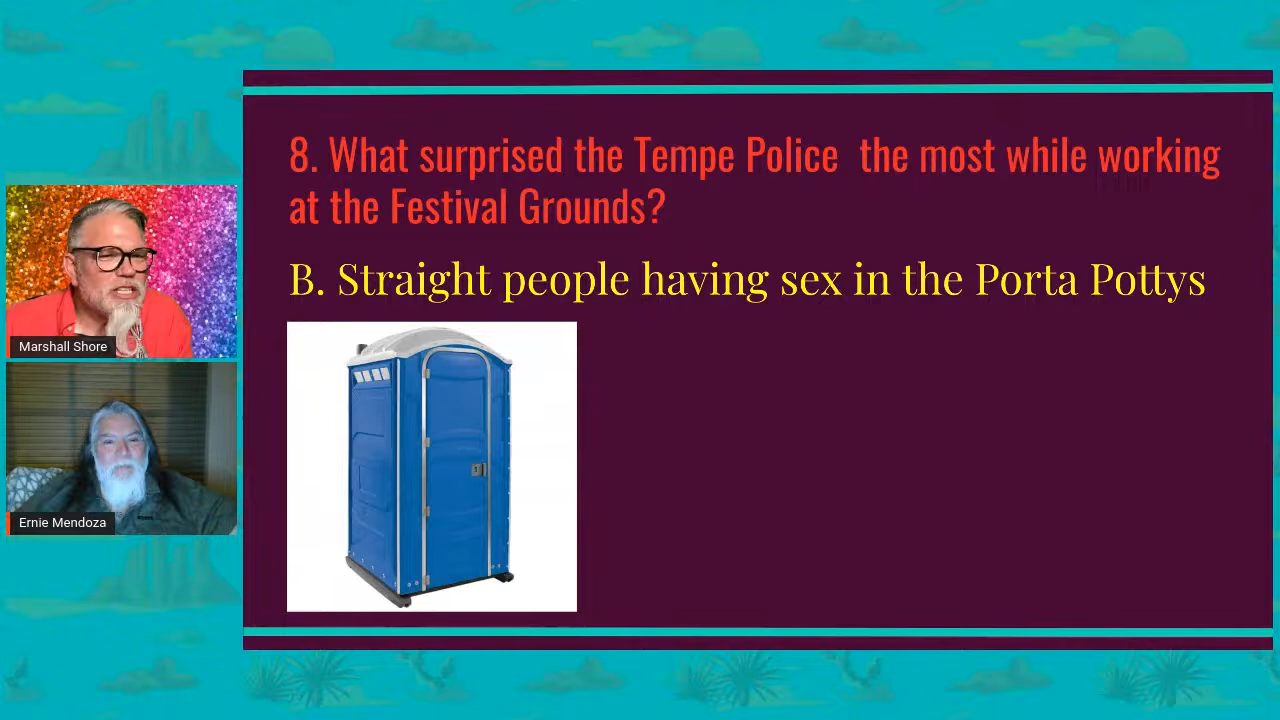 8. What surprised the Tempe Police  the most while working
at the Festival Grounds?
B. Straight people having sex in the Porta Pottys
Marshall Shore
Ernie Mendoza